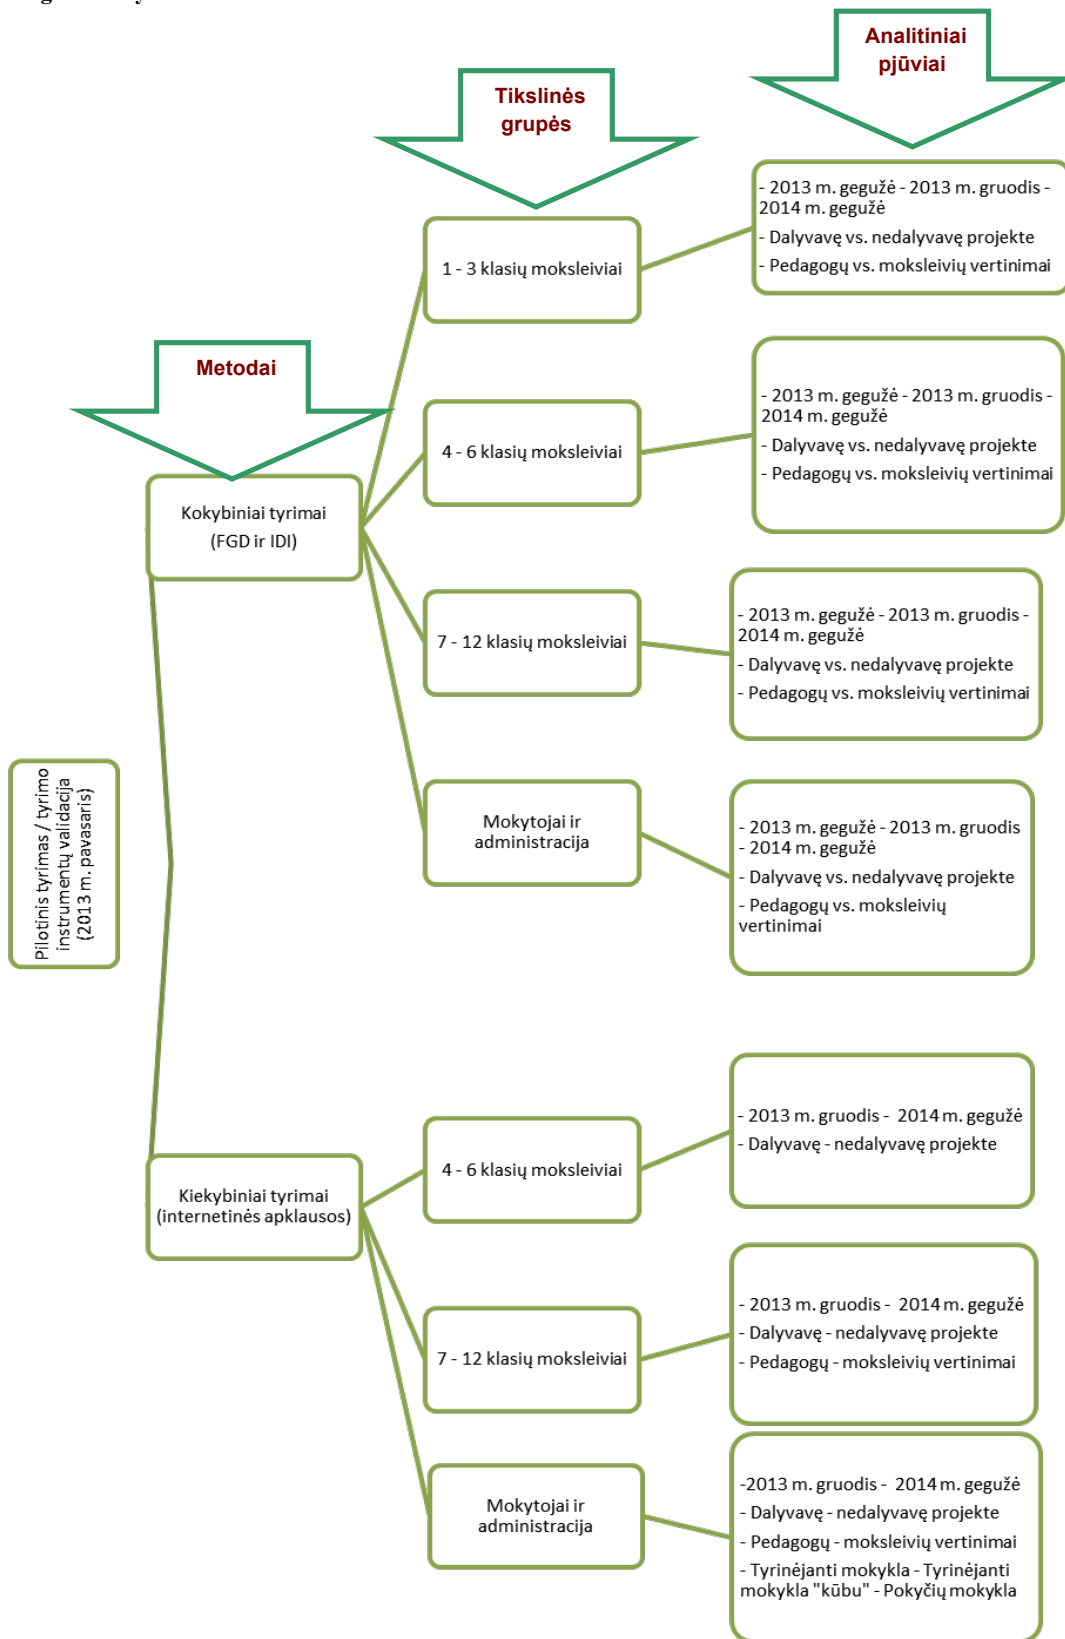 Analitiniai
pjūviai
Tikslinės
grupės
Metodai
Pilotinis tyrimas / tyrimo
instrumentų validacija
(2013 m. pavasaris)
Kokybiniai tyrimai
(FGD ir IDI)
1 - 3 klasių moksleiviai
- 2013 m. gegužė - 2013 m. gruodis -
2014 m. gegužė
- Dalyvavę vs. nedalyvavę projekte
- Pedagogų vs. moksleivių vertinimai
4 - 6 klasių moksleiviai
- 2013 m. gegužė - 2013 m. gruodis -
2014 m. gegužė
- Dalyvavę vs. nedalyvavę projekte
- Pedagogų vs. moksleivių vertinimai
7 - 12 klasių moksleiviai
- 2013 m. gegužė - 2013 m. gruodis -
2014 m. gegužė
- Dalyvavę vs. nedalyvavę projekte
- Pedagogų vs. moksleivių vertinimai
Mokytojai ir
administracija
- 2013 m. gegužė - 2013 m. gruodis
- 2014 m. gegužė
- Dalyvavę vs. nedalyvavę projekte
- Pedagogų vs. moksleivių
vertinimai
Kiekybiniai tyrimai
(internetinės apklausos)
4 - 6 klasių moksleiviai
- 2013 m. gruodis - 2014 m. gegužė
- Dalyvavę - nedalyvavę projekte
7 - 12 klasių moksleiviai
- 2013 m. gruodis - 2014 m. gegužė
- Dalyvavę - nedalyvavę projekte
- Pedagogų - moksleivių vertinimai
Mokytojai ir
administracija
-2013 m. gruodis - 2014 m. gegužė
- Dalyvavę - nedalyvavę projekte
- Pedagogų - moksleivių vertinimai
- Tyrinėjanti mokykla - Tyrinėjanti
mokykla "kūbu" - Pokyčių mokykla